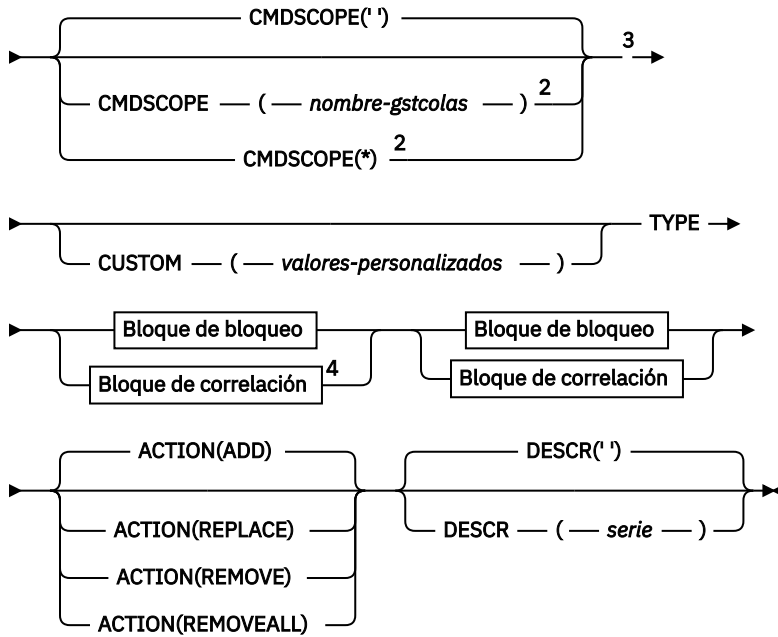 CMDSCOPE(' ')
3
CMDSCOPE ( nombre-gstcolas ) 2
CMDSCOPE(*) 2
TYPE
CUSTOM ( valores-personalizados )
Bloque de bloqueo Bloque de bloqueo
Bloque de correlación 4 Bloque de correlación
ACTION(ADD) DESCR(' ')
ACTION(REPLACE) DESCR ( serie )
ACTION(REMOVE)
ACTION(REMOVEALL)